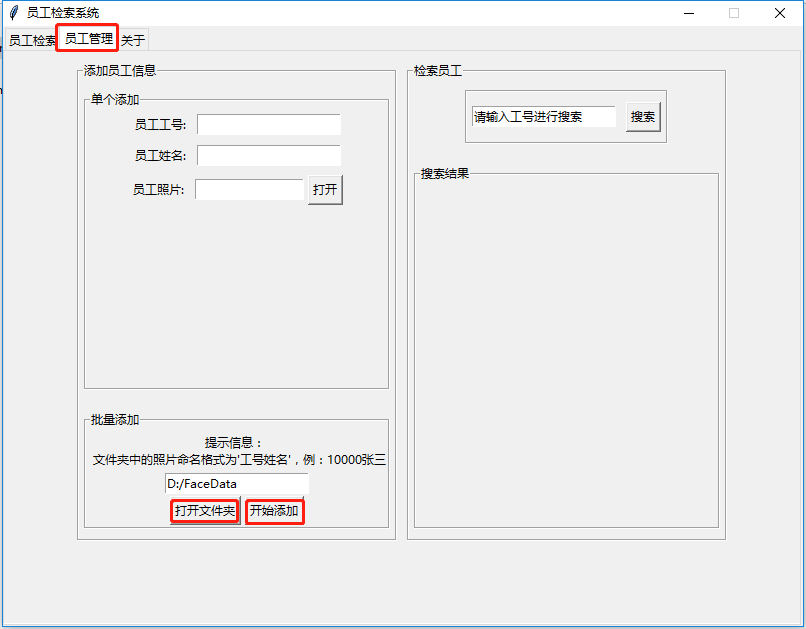 员工检索系统
员工检索 员工管理 关于
添加员工信息
单个添加
员工工号:
员工姓名:
员工照片: 打开
批量添加
提示信息：
文件夹中的照片命名格式为'工号姓名'，例：10000张三
D:/FaceData
打开文件夹 开始添加
检索员工
请输入工号进行搜索 搜索
搜索结果